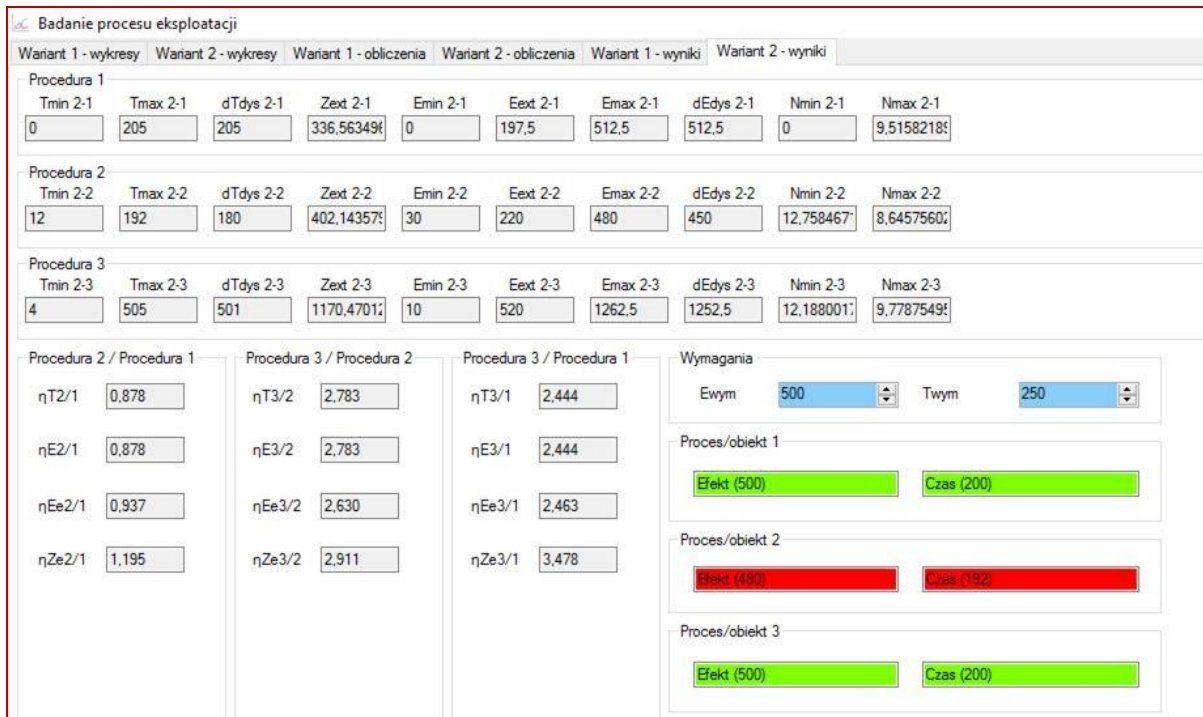 Badanie procesu eksploatacji
Wariant 1 - wykresy Wariant 2 - wykresy Wariant 1 - obliczenia Wariant 2 - obliczenia Wariant 1 - wyniki Wariant 2 - wyniki
Procedura 1
Tmin 2-1 Tmax 2-1 dTdys 2-1 Zext 2-1 Emin 2-1 Eext 2-1 Emax 2-1 dEdys 2-1 Nmin 2-1 Nmax 2-1
0 205 205 336,563496 0 197,5 512,5 512,5 0 9,51582189
Procedura 2
Tmin 2-2 Tmax 2-2 dTdys 2-2 Zext 2-2 Emin 2-2 Eext 2-2 Emax 2-2 dEdys 2-2 Nmin 2-2 Nmax 2-2
12 192 180 402,143579 30 220 480 450 12,758467 8,64575602
Procedura 3
Tmin 2-3 Tmax 2-3 dTdys 2-3 Zext 2-3 Emin 2-3 Eext 2-3 Emax 2-3 dEdys 2-3 Nmin 2-3 Nmax 2-3
4 505 501 1170,47012 10 520 1262,5 1252,5 12,188001 9,77875495
Procedura 2 / Procedura 1 Procedura 3 / Procedura 2 Procedura 3 / Procedura 1 Wymagania
ηT2/1 0,878 ηT3/2 2,783 ηT3/1 2,444 Ewym 500 Twym 250
ηE2/1 0,878 ηE3/2 2,783 ηE3/1 2,444
Proces/obiekt 1
Efekt (500) Czas (200)
ηEe2/1 0,937 ηEe3/2 2,630 ηEe3/1 2,463
Proces/obiekt 2
ηZe2/1 1,195 ηZe3/2 2,911 ηZe3/1 3,478
Efekt (480) Czas (192)
Proces/obiekt 3
Efekt (500) Czas (200)